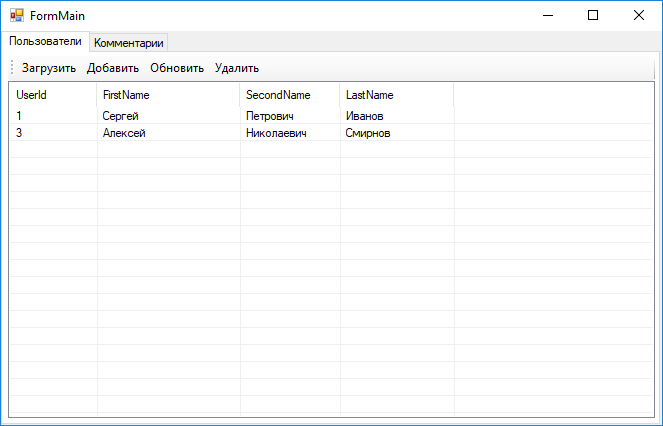 FormMain
Пользователи Комментарии
Загрузить Добавить Обновить Удалить
UserId FirstName SecondName LastName
1 Сергей Петрович Иванов
3 Алексей Николаевич Смирнов